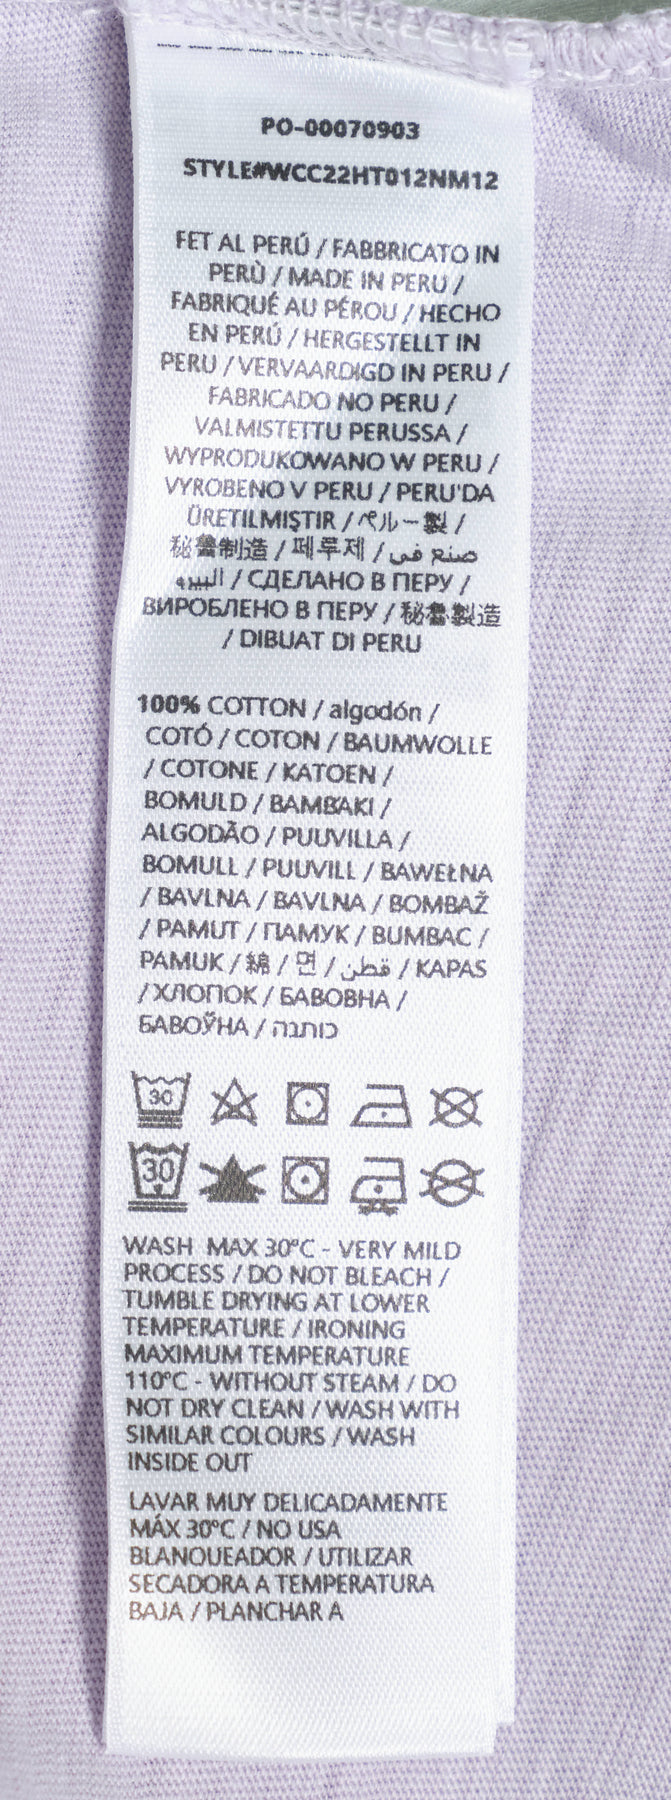 PO-00070903
STYLE#WCC22HT012NM12
FET AL PERÚ / FABBRICATO IN
PERÙ / MADE IN PERU /
FABRIQUÉ AU PÉROU / HECHO
EN PERÚ / HERGESTELLT IN
PERU / VERVAARDIGD IN PERU /
FABRICADO NO PERU /
VALMISTETTU PERUSSA /
WYPRODUKOWANO W PERU /
VYROBENO V PERU / PERU'DA
ÜRETILMIŞTIR / ペルー製 /
秘魯制造 / 페루제 / صنع في
البيرو / СДЕЛАНО В ПЕРУ /
ВИРОБЛЕНО В ПЕРУ / 秘魯製造
/ DIBUAT DI PERU
100% COTTON / algodón /
COTÓ / COTON / BAUMWOLLE
/ COTONE / KATOEN /
BOMULD / BAMBAKI /
ALGODÃO / PUUVILLA /
BOMULL / PUUVILL / BAWEŁNA
/ BAVLNA / BAVLNA / BOMBAŽ
/ PAMUT / ПАМУК / BUMBAC /
PAMUK / 綿 / 면 / قطن / KAPAS
/ ХЛОПОК / БАВОВНА /
БАВОЎНА / כותנה
30
30
WASH MAX 30ºC - VERY MILD
PROCESS / DO NOT BLEACH /
TUMBLE DRYING AT LOWER
TEMPERATURE / IRONING
MAXIMUM TEMPERATURE
110ºC - WITHOUT STEAM / DO
NOT DRY CLEAN / WASH WITH
SIMILAR COLOURS / WASH
INSIDE OUT
LAVAR MUY DELICADAMENTE
MÁX 30ºC / NO USA
BLANQUEADOR / UTILIZAR
SECADORA A TEMPERATURA
BAJA / PLANCHAR A